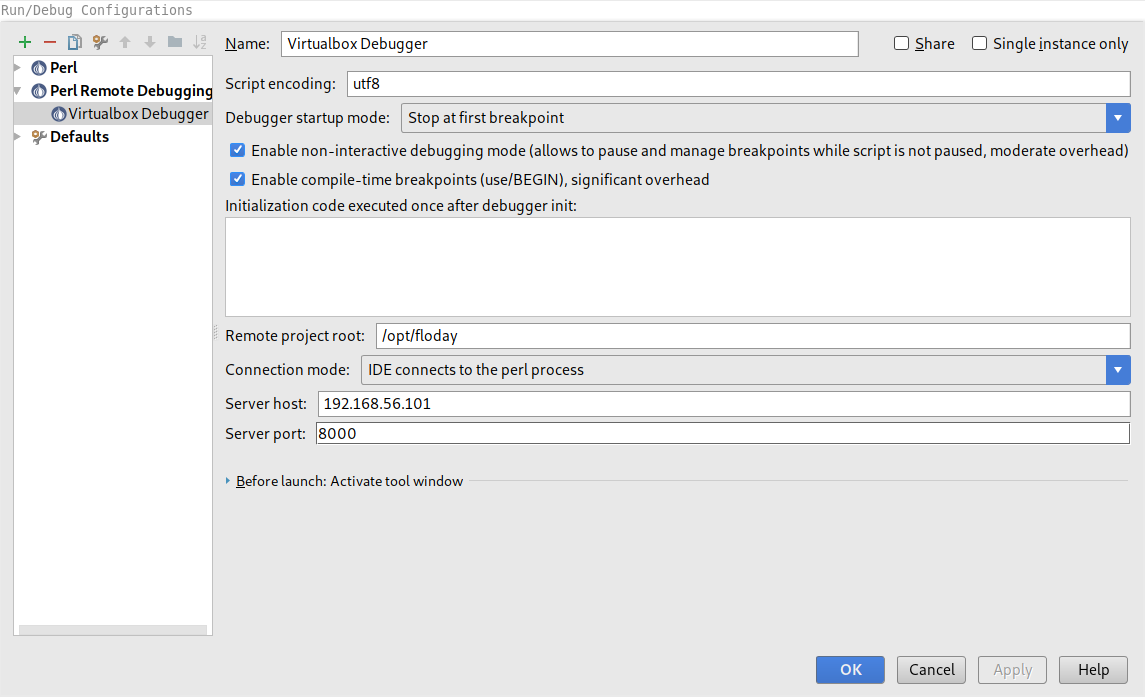 Run/Debug Configurations
Name: Virtualbox Debugger Share Single instance only
Perl
Perl Remote Debugging
Virtualbox Debugger
Defaults
Script encoding: utf8
Debugger startup mode: Stop at first breakpoint
Enable non-interactive debugging mode (allows to pause and manage breakpoints while script is not paused, moderate overhead)
Enable compile-time breakpoints (use/BEGIN), significant overhead
Initialization code executed once after debugger init:
Remote project root: /opt/floday
Connection mode: IDE connects to the perl process
Server host: 192.168.56.101
Server port: 8000
Before launch: Activate tool window
OK Cancel Apply Help